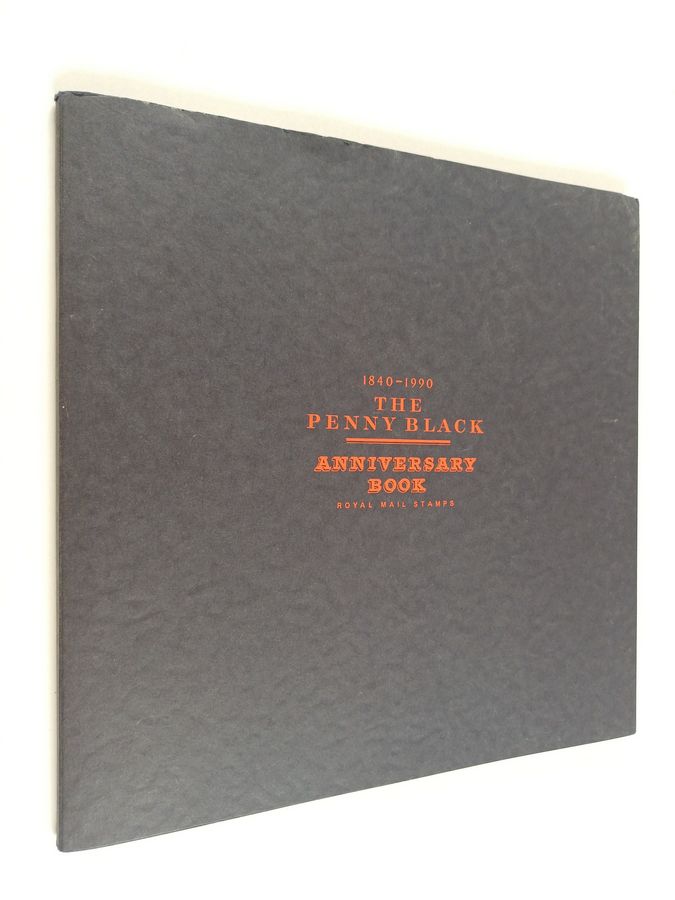 1840-1990
THE
PENNY BLACK
ANNIVERSARY
BOOK
ROYAL MAIL STAMPS